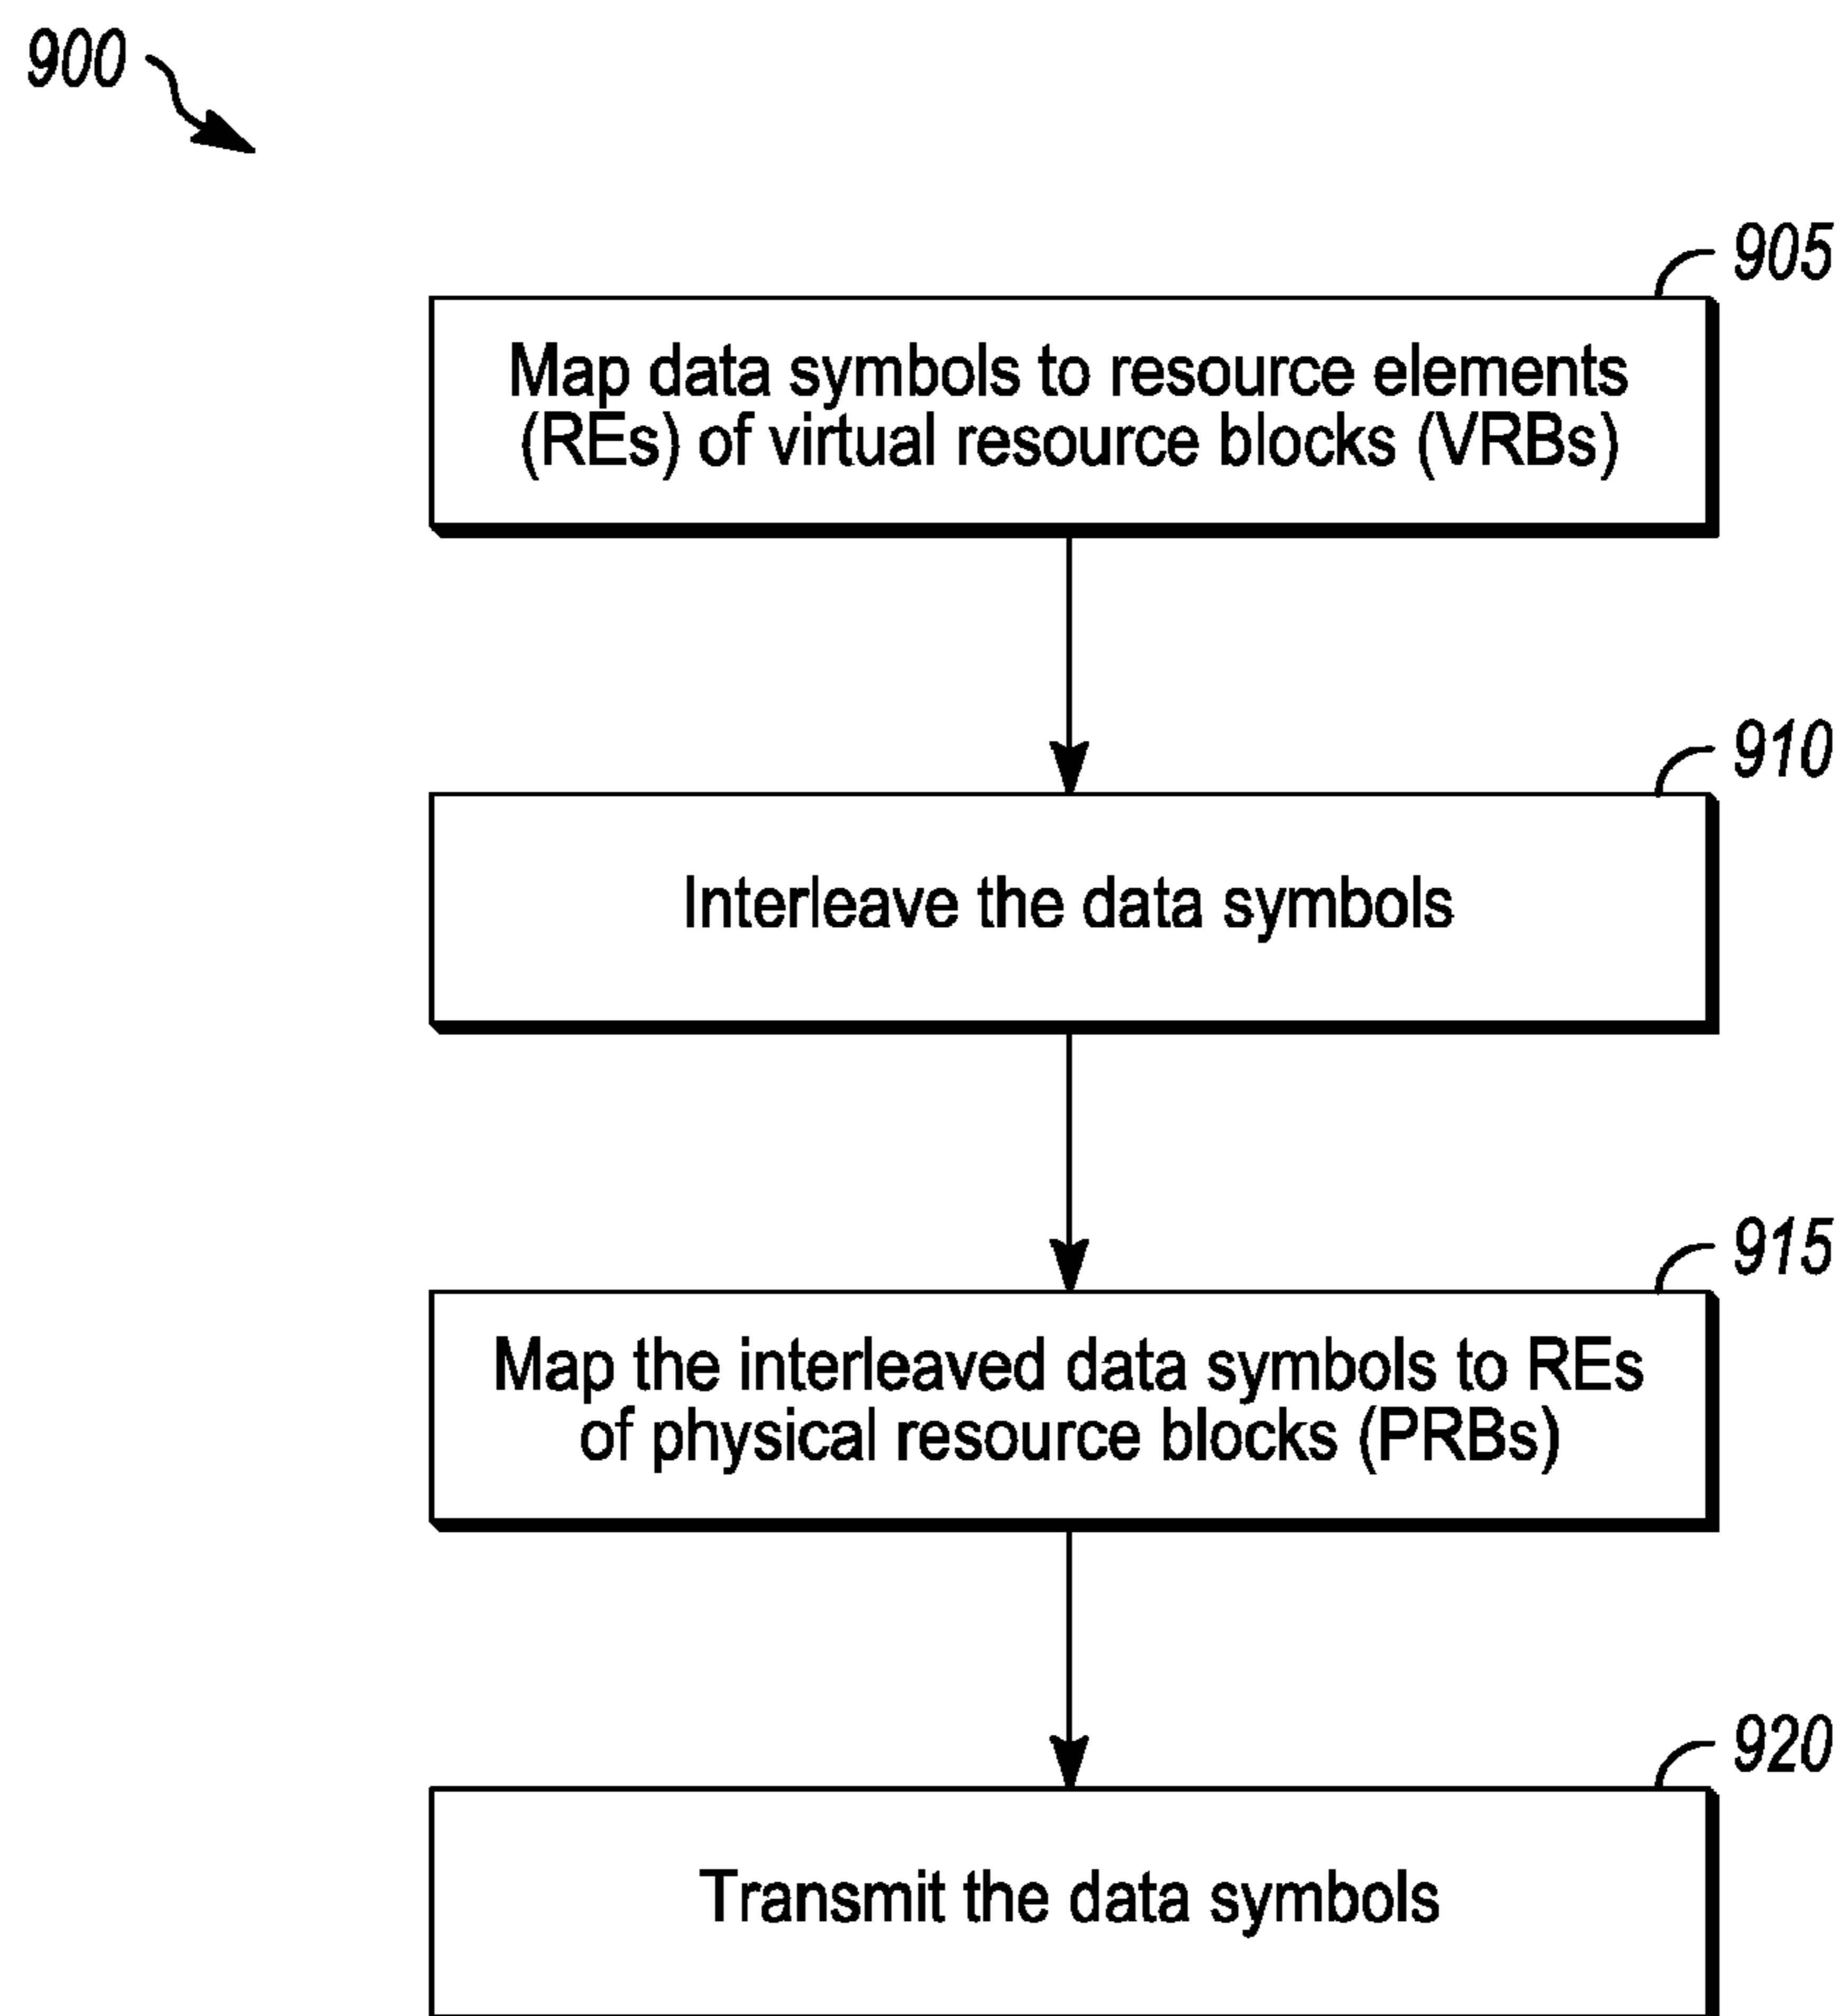 900
905
Map data symbols to resource elements
(REs) of virtual resource blocks (VRBs)
910
Interleave the data symbols
915
Map the interleaved data symbols to REs
of physical resource blocks (PRBs)
920
Transmit the data symbols